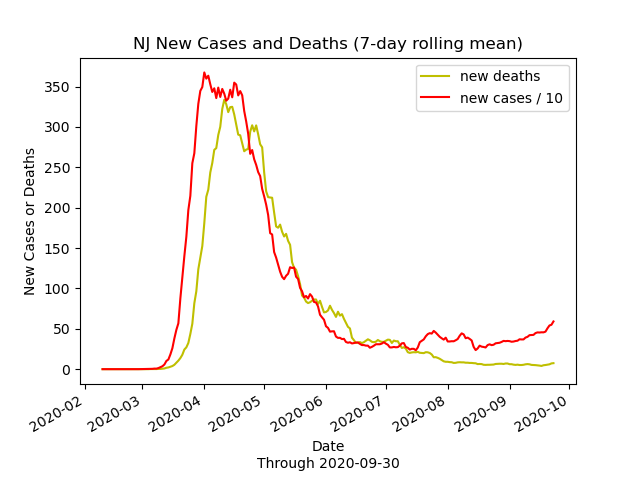 NJ New Cases and Deaths (7-day rolling mean)
new deaths
new cases / 10
New Cases or Deaths
350
300
250
200
150
100
50
0
2020-02
2020-03
2020-04
2020-05
2020-06
2020-07
2020-08
2020-09
2020-10
Date
Through 2020-09-30